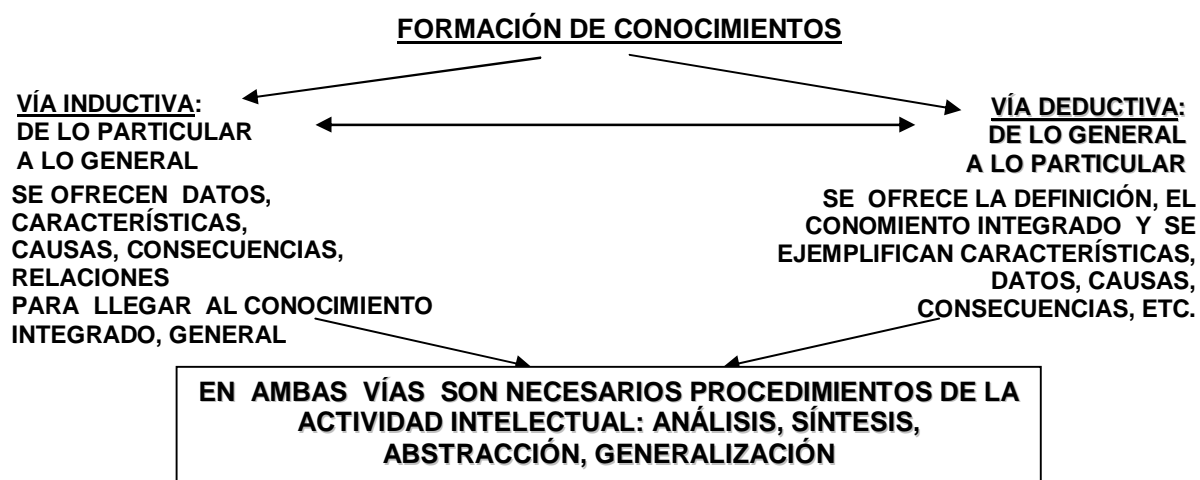 FORMACIÓN DE CONOCIMIENTOS
VÍA INDUCTIVA:
DE LO PARTICULAR
A LO GENERAL
SE OFRECEN DATOS,
CARACTERÍSTICAS,
CAUSAS, CONSECUENCIAS,
RELACIONES
PARA LLEGAR AL CONOCIMIENTO
INTEGRADO, GENERAL
VÍA DEDUCTIVA:
DE LO GENERAL
A LO PARTICULAR
SE OFRECE LA DEFINICIÓN, EL
CONOMIENTO INTEGRADO Y SE
EJEMPLIFICAN CARACTERÍSTICAS,
DATOS, CAUSAS,
CONSECUENCIAS, ETC.
EN AMBAS VÍAS SON NECESARIOS PROCEDIMIENTOS DE LA
ACTIVIDAD INTELECTUAL: ANÁLISIS, SÍNTESIS,
ABSTRACCIÓN, GENERALIZACIÓN